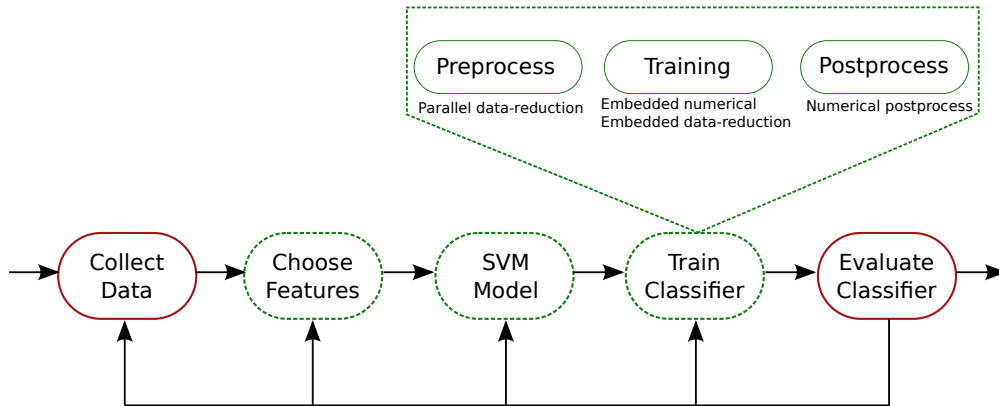 Preprocess
Training
Postprocess
Parallel data-reduction
Embedded numerical
Embedded data-reduction
Numerical postprocess
Collect
Data
Choose
Features
SVM
Model
Train
Classifier
Evaluate
Classifier